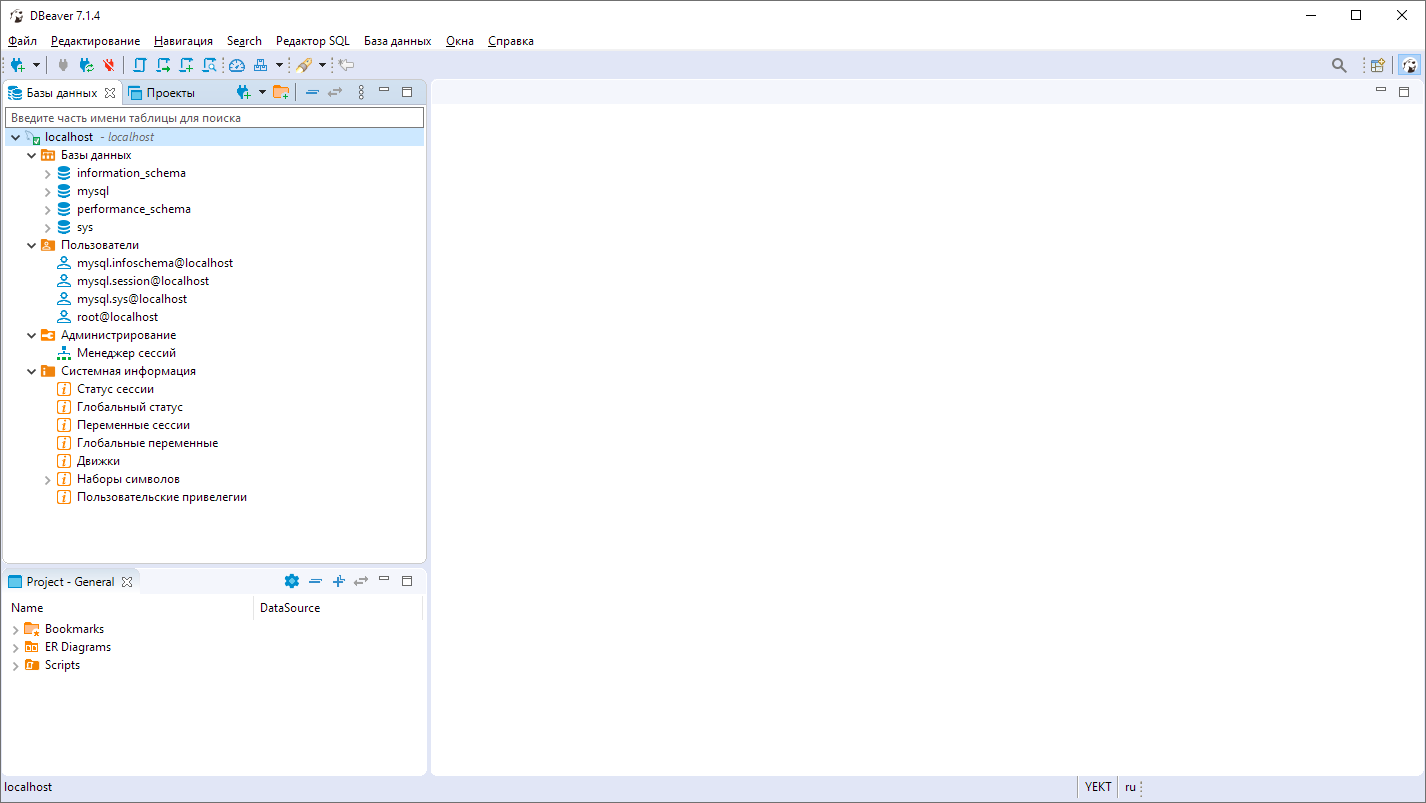 DBeaver 7.1.4
Файл Редактирование Навигация Search Редактор SQL База данных Окна Справка
Базы данных Проекты
Введите часть имени таблицы для поиска
localhost - localhost
Базы данных
information_schema
mysql
performance_schema
sys
Пользователи
mysql.infoschema@localhost
mysql.session@localhost
mysql.sys@localhost
root@localhost
Администрирование
Менеджер сессий
Системная информация
Статус сессии
Глобальный статус
Переменные сессии
Глобальные переменные
Движки
Наборы символов
Пользовательские привелегии
Project - General
Name DataSource
Bookmarks
ER Diagrams
Scripts
localhost YEKT ru